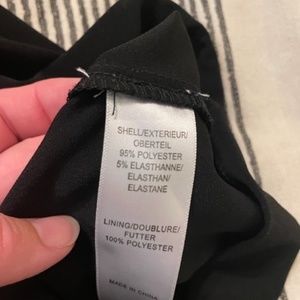 SHELL/EXTERIEUR/
OBERTEIL
95% POLYESTER
5% ELASTHANNE/
ELASTHAN/
ELASTANE
LINING/DOUBLURE/
FUTTER
100% POLYESTER
MADE IN CHINA